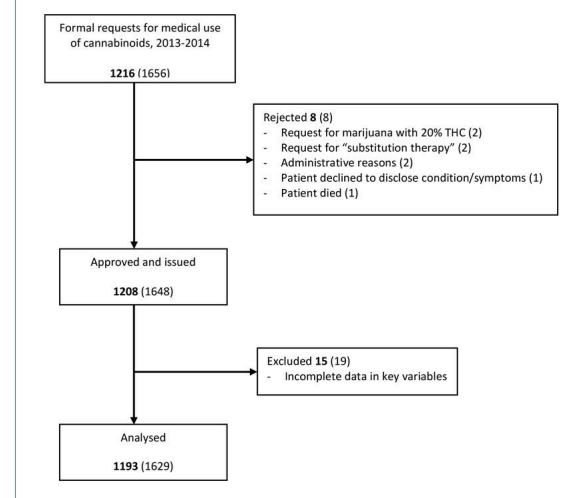 Formal requests for medical use
of cannabinoids, 2013-2014
1216 (1656)
Rejected 8 (8)
- Request for marijuana with 20% THC (2)
- Request for “substitution therapy” (2)
- Administrative reasons (2)
- Patient declined to disclose condition/symptoms (1)
- Patient died (1)
Approved and issued
1208 (1648)
Excluded 15 (19)
- Incomplete data in key variables
Analysed
1193 (1629)